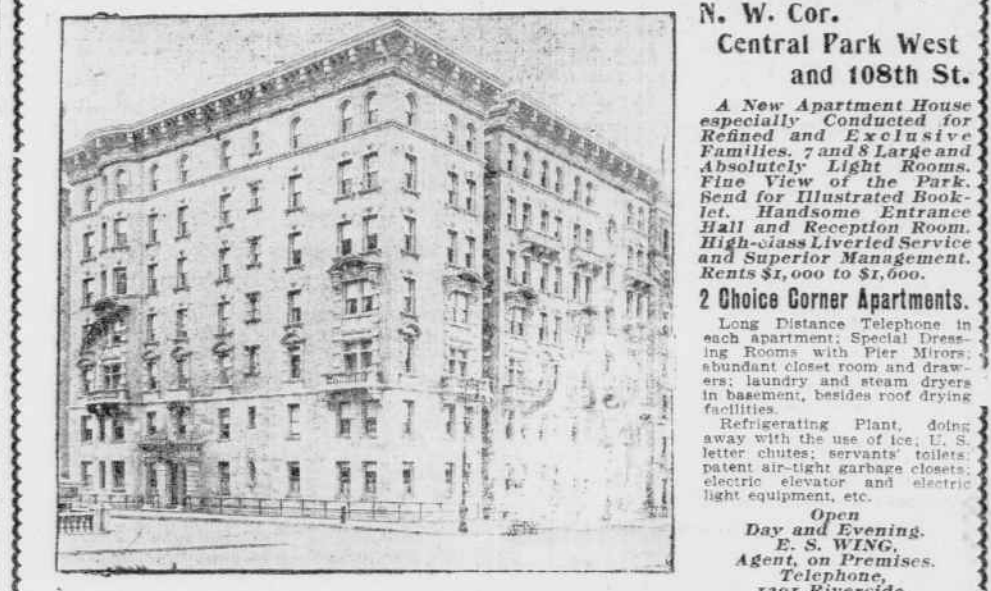 N. W. Cor.
Central Park West
and 108th St.
A New Apartment House
especially Conducted for
Refined and Exclusive
Families. 7 and 8 Large and
Absolutely Light Rooms.
Fine View of the Park.
Send for Illustrated Book-
let. Handsome Entrance
Hall and Reception Room.
High-class Liveried Service
and Superior Management.
Rents $1,000 to $1,600.
2 Choice Corner Apartments.
Long Distance Telephone in
each apartment; Special Dress-
ing Rooms with Pier Mirors;
abundant closet room and draw-
ers; laundry and steam dryers
in basement, besides roof drying
facilities.
Refrigerating Plant, doing
away with the use of ice; U. S.
letter chutes; servants' toilets;
patent air-tight garbage closets;
electric elevator and electric
light equipment, etc.
Open
Day and Evening.
E. S. WING,
Agent, on Premises.
Telephone,
Riverside